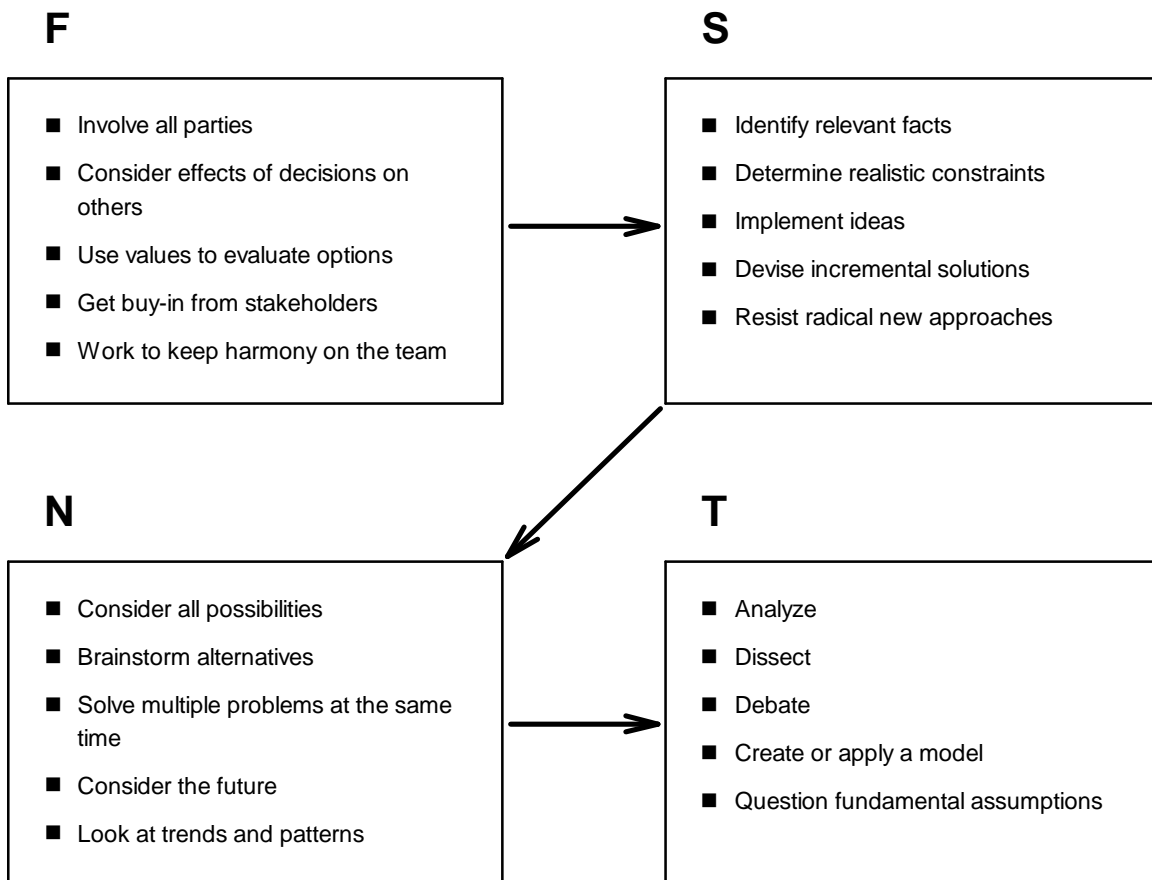 F
■ Involve all parties
■ Consider effects of decisions on
others
■ Use values to evaluate options
■ Get buy-in from stakeholders
■ Work to keep harmony on the team
S
■ Identify relevant facts
■ Determine realistic constraints
■ Implement ideas
■ Devise incremental solutions
■ Resist radical new approaches
N
■ Consider all possibilities
■ Brainstorm alternatives
■ Solve multiple problems at the same
time
■ Consider the future
■ Look at trends and patterns
T
■ Analyze
■ Dissect
■ Debate
■ Create or apply a model
■ Question fundamental assumptions